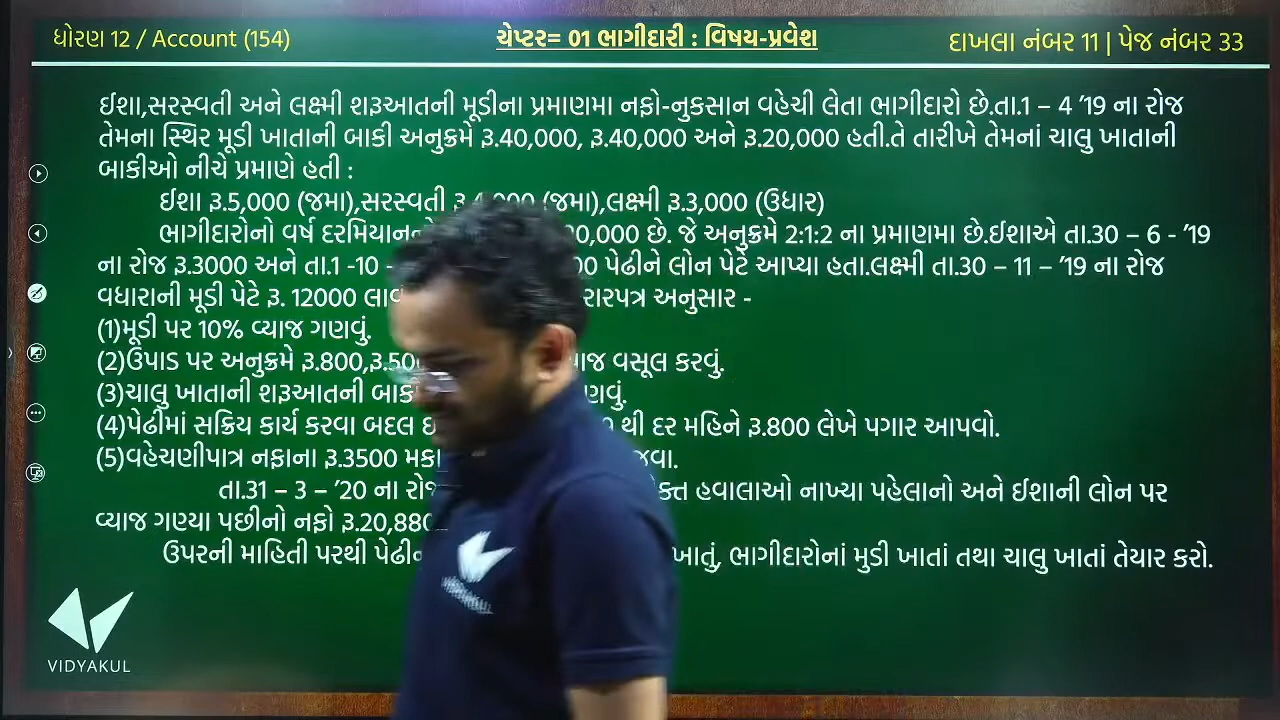 ધોરણ 12 / Account (154)
ચેપ્ટર= 01 ભાગીદારી : વિષય-પ્રવેશ
દાખલા નંબર 11 | પેજ નંબર 33
ઈશા,સરસ્વતી અને લક્ષ્મી શરૂઆતની મૂડીના પ્રમાણમા નફો-નુકસાન વહેચી લેતા ભાગીદારો છે.તા.1 – 4 ’19 ના રોજ
તેમના સ્થિર મૂડી ખાતાની બાકી અનુક્રમે રૂ.40,000, રૂ.40,000 અને રૂ.20,000 હતી.તે તારીખે તેમનાં ચાલુ ખાતાની
બાકીઓ નીચે પ્રમાણે હતી :
ઈશા રૂ.5,000 (જમા),સરસ્વતી (જમા),લક્ષ્મી રૂ.3,000 (ઉધાર)
ભાગીદારોનો વર્ષ દરમિયાનનો છે. જે અનુક્રમે 2:1:2 ના પ્રમાણમા છે.ઈશાએ તા.30 – 6 - ’19
ના રોજ રૂ.3000 અને તા.1 -10 - પેઢીને લોન પેટે આપ્યા હતા.લક્ષ્મી તા.30 – 11 – ’19 ના રોજ
વધારાની મૂડી પેટે રૂ. 12000 અનુસાર -
(1)મૂડી પર 10% વ્યાજ ગણવું.
(2)ઉપાડ પર અનુક્રમે રૂ.800, વસૂલ કરવું.
(3)ચાલુ ખાતાની શરૂઆતની
(4)પેઢીમાં સક્રિય કાર્ય કરવા બદલ થી દર મહિને રૂ.800 લેખે પગાર આપવો.
(5)વહેચણીપાત્ર નફાના રૂ.3500
તા.31 – 3 – ’20 ના રોજ હવાલાઓ નાખ્યા પહેલાનો અને ઈશાની લોન પર
વ્યાજ ગણ્યા પછીનો નફો રૂ.20,880
ઉપરની માહિતી પરથી ખાતું, ભાગીદારોનાં મુડી ખાતાં તથા ચાલુ ખાતાં તેયાર કરો.
VIDYAKUL